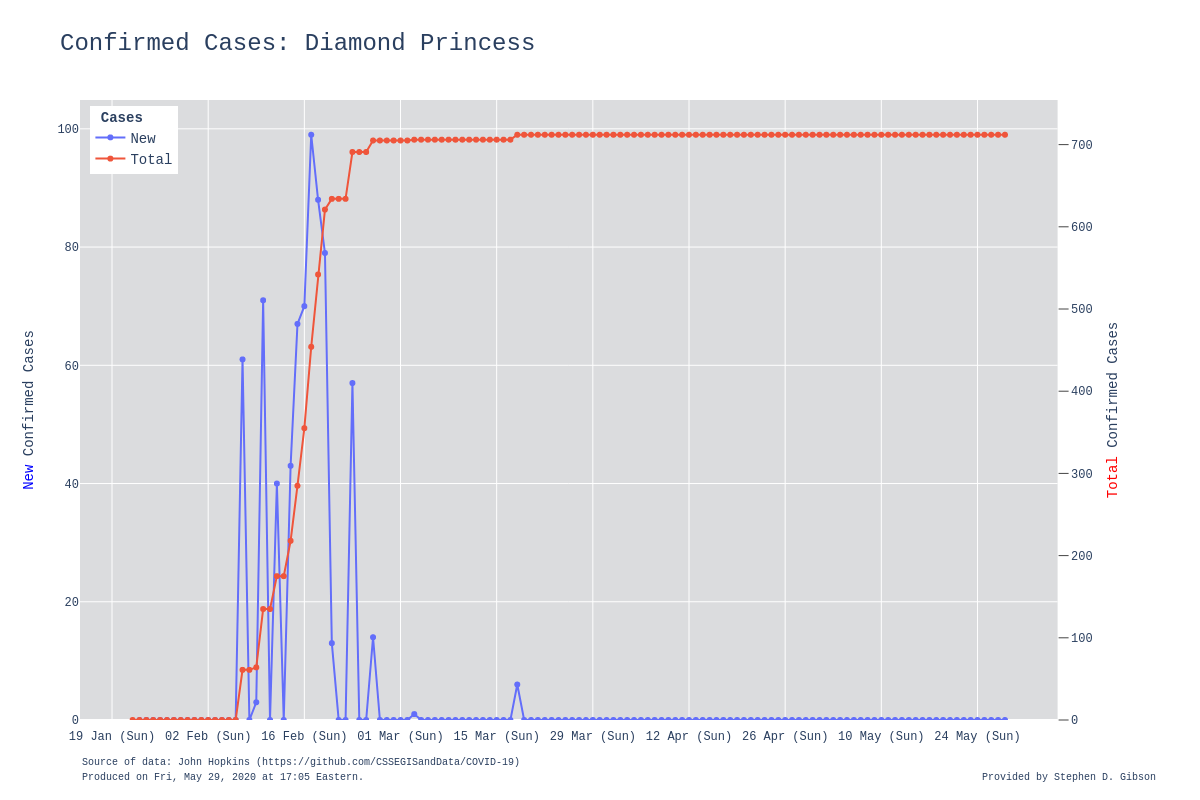 Confirmed Cases: Diamond Princess
Cases
New
Total
100
80
60
40
20
0
700
600
500
400
300
200
100
0
New Confirmed Cases
Total Confirmed Cases
19 Jan (Sun) 02 Feb (Sun) 16 Feb (Sun) 01 Mar (Sun) 15 Mar (Sun) 29 Mar (Sun) 12 Apr (Sun) 26 Apr (Sun) 10 May (Sun) 24 May (Sun)
Source of data: John Hopkins (https://github.com/CSSEGISandData/COVID-19)
Produced on Fri, May 29, 2020 at 17:05 Eastern.
Provided by Stephen D. Gibson